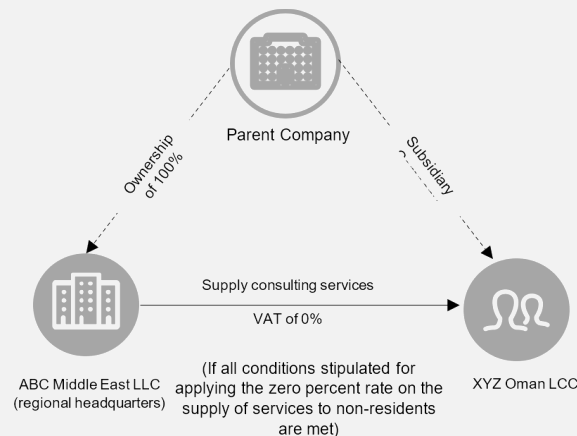 Parent Company
Ownership
of 100%
Subsidiary
Supply consulting services
VAT of 0%
(If all conditions stipulated for
applying the zero percent rate on the
supply of services to non-residents
are met)
ABC Middle East LLC
(regional headquarters)
XYZ Oman LCC